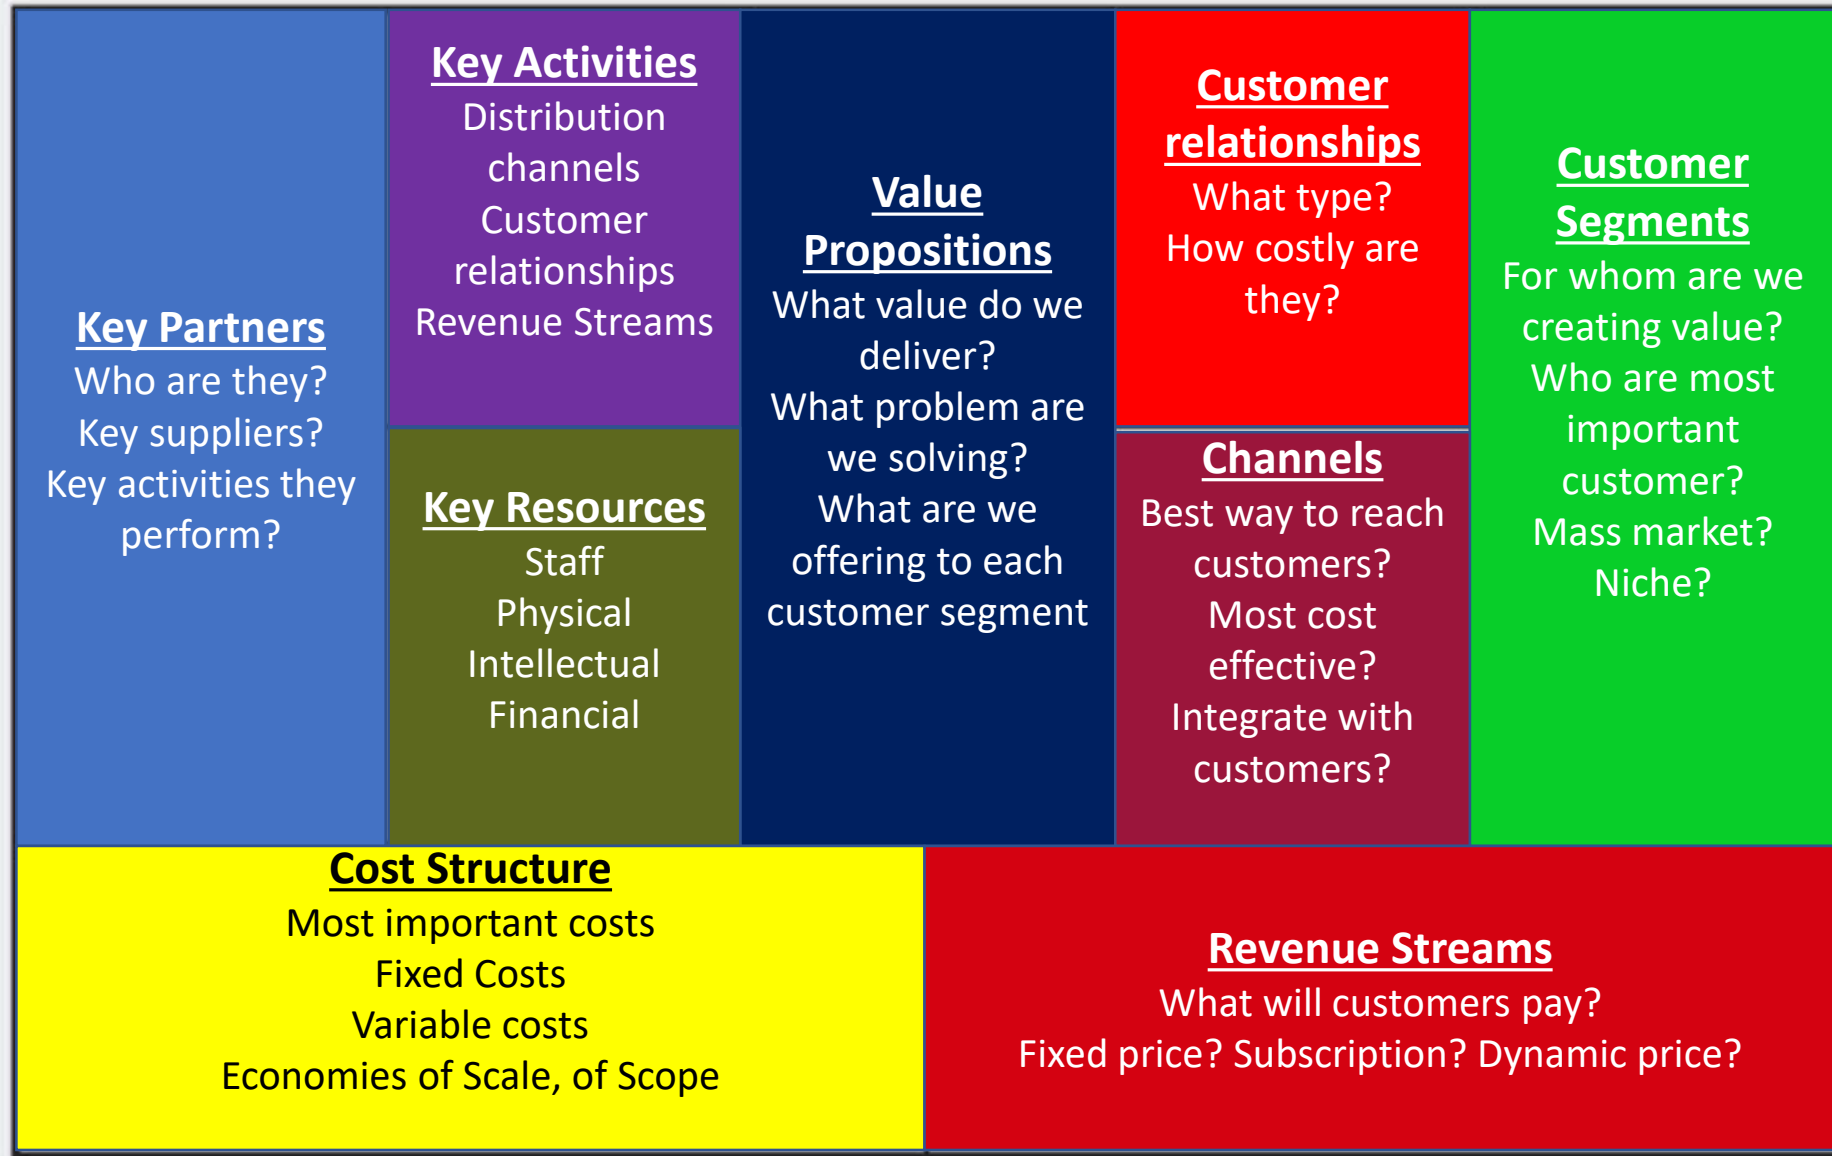 Key Partners
Who are they?
Key suppliers?
Key activities they
perform?
Key Activities
Distribution
channels
Customer
relationships
Revenue Streams
Key Resources
Staff
Physical
Intellectual
Financial
Value
Propositions
What value do we
deliver?
What problem are
we solving?
What are we
offering to each
customer segment
Customer
relationships
What type?
How costly are
they?
Channels
Best way to reach
customers?
Most cost
effective?
Integrate with
customers?
Customer
Segments
For whom are we
creating value?
Who are most
important
customer?
Mass market?
Niche?
Cost Structure
Most important costs
Fixed Costs
Variable costs
Economies of Scale, of Scope
Revenue Streams
What will customers pay?
Fixed price? Subscription? Dynamic price?